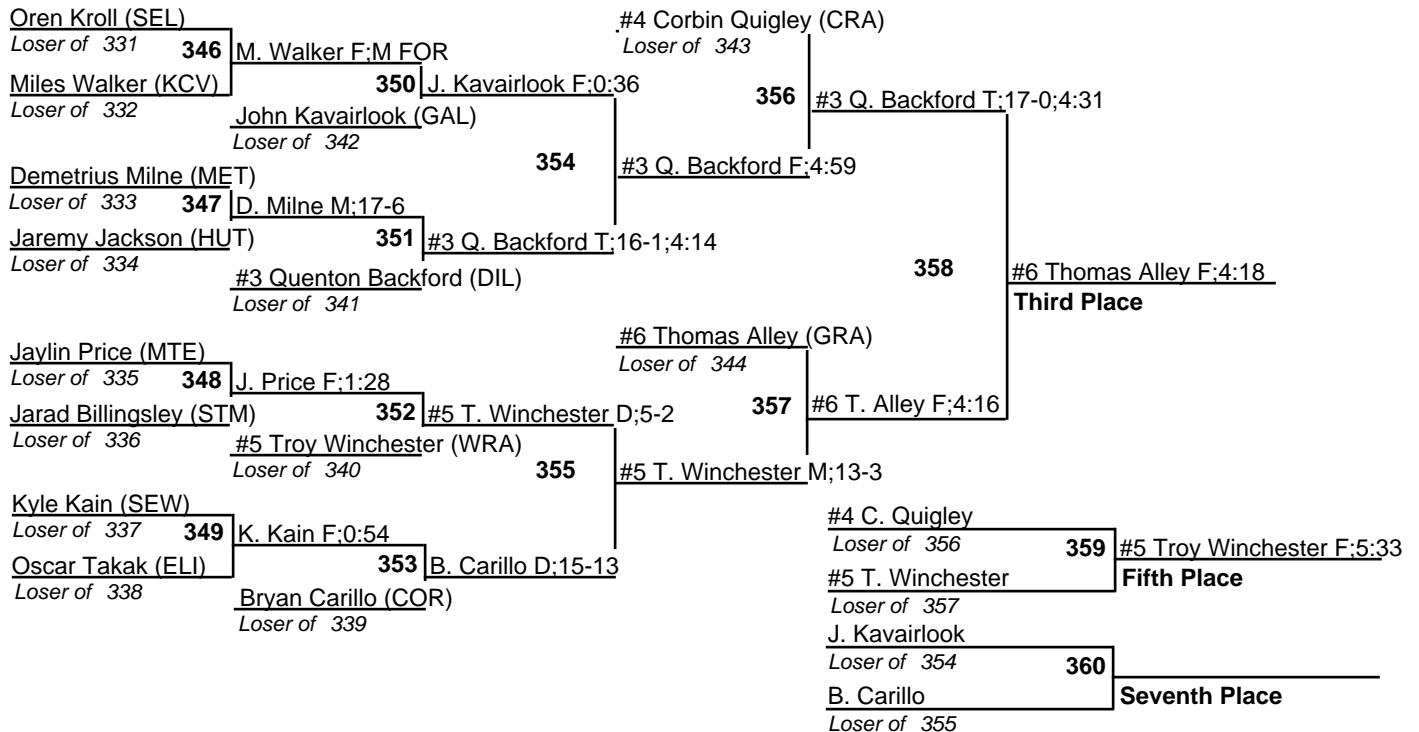 Oren Kroll (SEL)
Loser of 331
346
M. Walker F;M FOR
Miles Walker (KCV)
Loser of 332
350
J. Kavairlook F;0:36
John Kavairlook (GAL)
Loser of 342
354
#3 Q. Backford F;4:59
Demetrius Milne (MET)
Loser of 333
347
D. Milne M;17-6
Jaremy Jackson (HUT)
Loser of 334
351
#3 Q. Backford T;16-1;4:14
#3 Quenton Backford (DIL)
Loser of 341
Jaylin Price (MTE)
Loser of 335
348
J. Price F;1:28
Jarad Billingsley (STM)
Loser of 336
352
#5 T. Winchester D;5-2
#5 Troy Winchester (WRA)
Loser of 340
355
#5 T. Winchester M;13-3
Kyle Kain (SEW)
Loser of 337
349
K. Kain F;0:54
Oscar Takak (ELI)
Loser of 338
353
B. Carillo D;15-13
Bryan Carillo (COR)
Loser of 339
#4 Corbin Quigley (CRA)
Loser of 343
356
#3 Q. Backford T;17-0;4:31
358
#6 Thomas Alley F;4:18
Third Place
#6 Thomas Alley (GRA)
Loser of 344
357
#6 T. Alley F;4:16
#4 C. Quigley
Loser of 356
359
#5 Troy Winchester F;5:33
Fifth Place
#5 T. Winchester
Loser of 357
J. Kavairlook
Loser of 354
360
Seventh Place
B. Carillo
Loser of 355